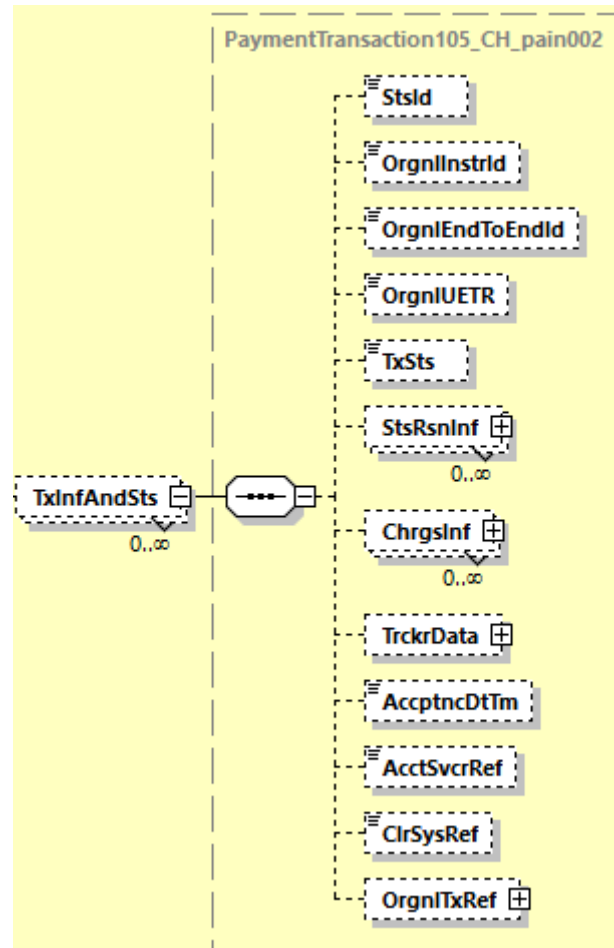 PaymentTransaction105_CH_pain002
StsId
OrgnlInstrId
OrgnlEndToEndId
OrgnlUETR
TxSts
StsRsnInf
0..∞
TxInfAndSts
0..∞
ChrgsInf
0..∞
TrckrData
AccptncDtTm
AcctSvcrRef
ClrSysRef
OrgnlTxRef